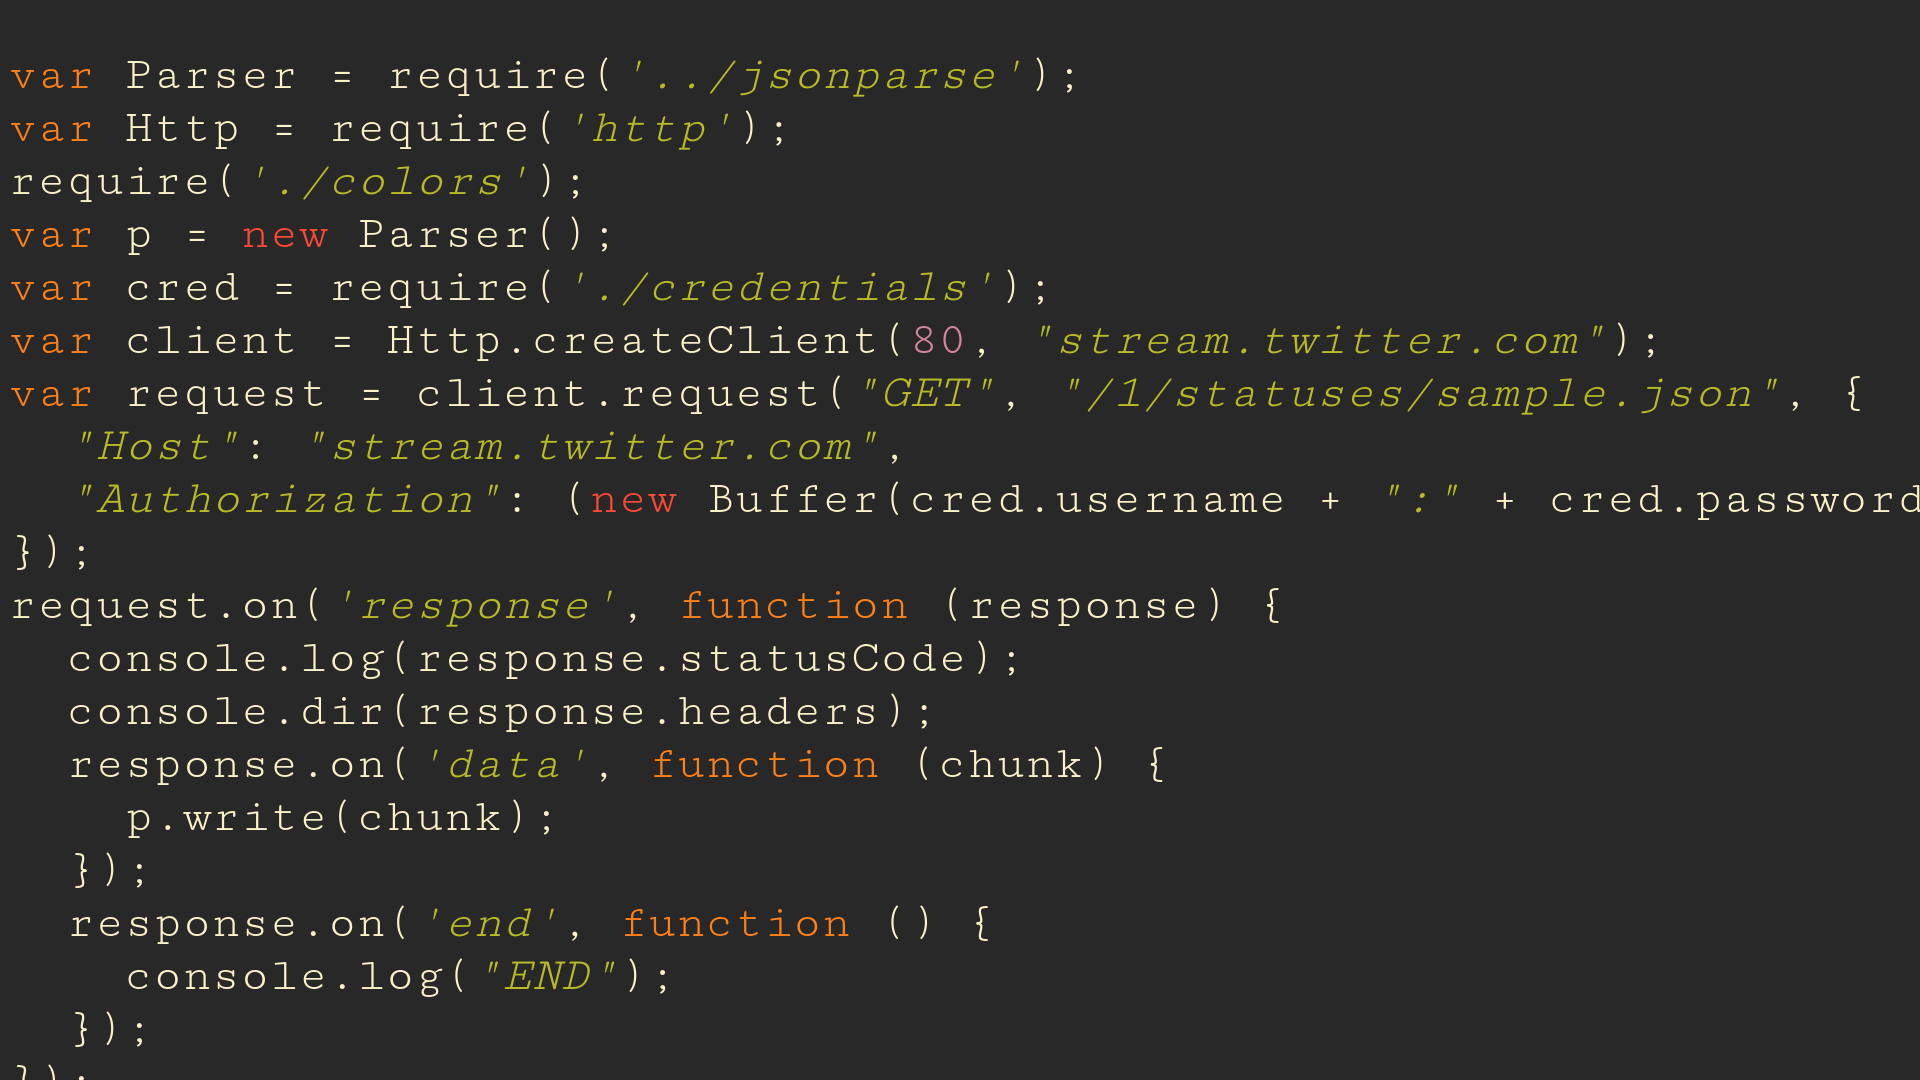 var Parser = require('../jsonparse');
var Http = require('http');
require('./colors');
var p = new Parser();
var cred = require('./credentials');
var client = Http.createClient(80, "stream.twitter.com");
var request = client.request("GET", "/1/statuses/sample.json", {
  "Host": "stream.twitter.com",
  "Authorization": (new Buffer(cred.username + ":" + cred.password
});
request.on('response', function (response) {
  console.log(response.statusCode);
  console.dir(response.headers);
  response.on('data', function (chunk) {
    p.write(chunk);
  });
  response.on('end', function () {
    console.log("END");
  });
});